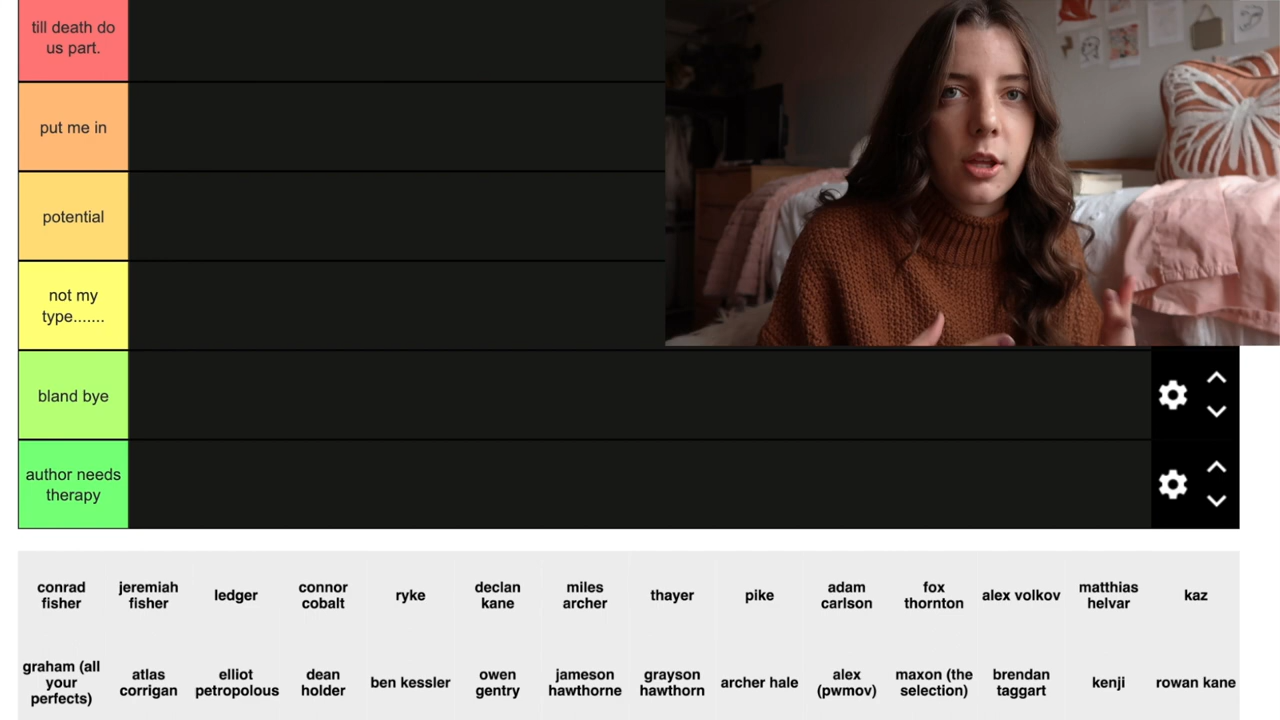 till death do
us part.
put me in
potential
not my
type.......
bland bye
author needs
therapy
conrad
fisher
jeremiah
fisher
ledger
connor
cobalt
ryke
declan
kane
miles
archer
thayer
pike
adam
carlson
fox
thornton
alex volkov
matthias
helvar
kaz
graham (all
your
perfects)
atlas
corrigan
elliot
petropolous
dean
holder
ben kessler
owen
gentry
jameson
hawthorne
grayson
hawthorn
archer hale
alex
(pwmov)
maxon (the
selection)
brendan
taggart
kenji
rowan kane